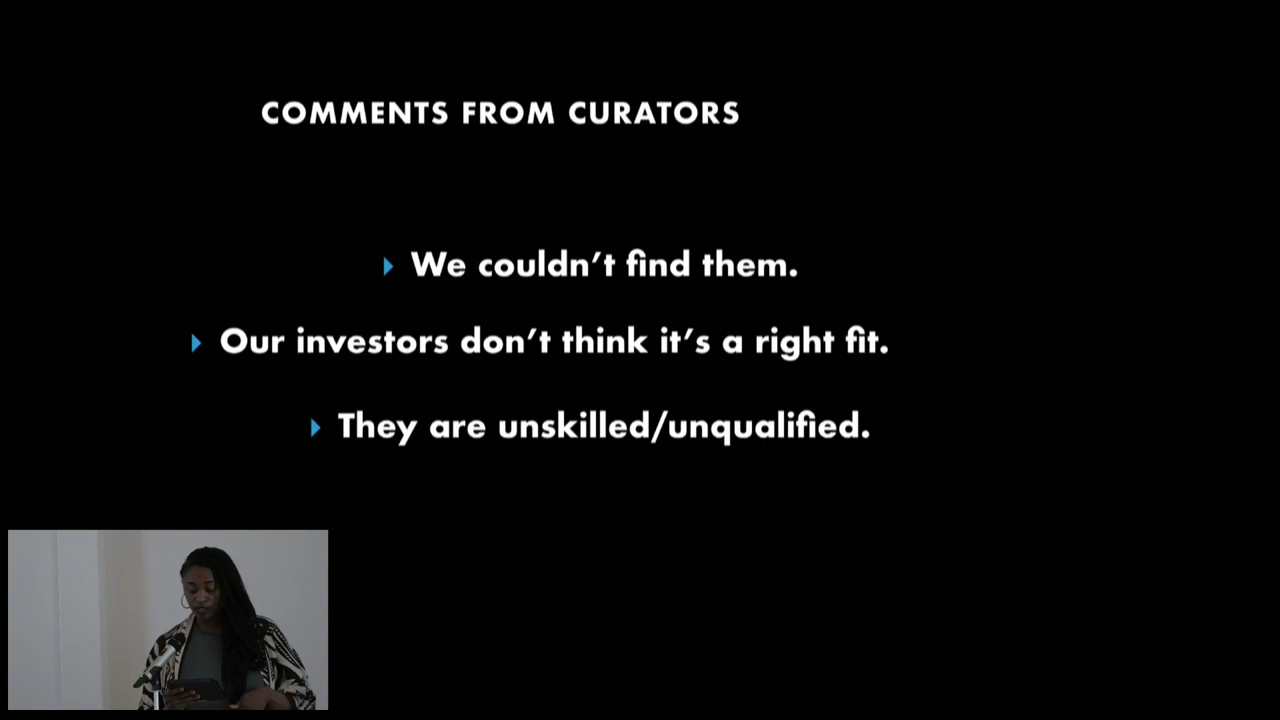 COMMENTS FROM CURATORS
We couldn’t find them.
Our investors don’t think it’s a right fit.
They are unskilled/unqualified.